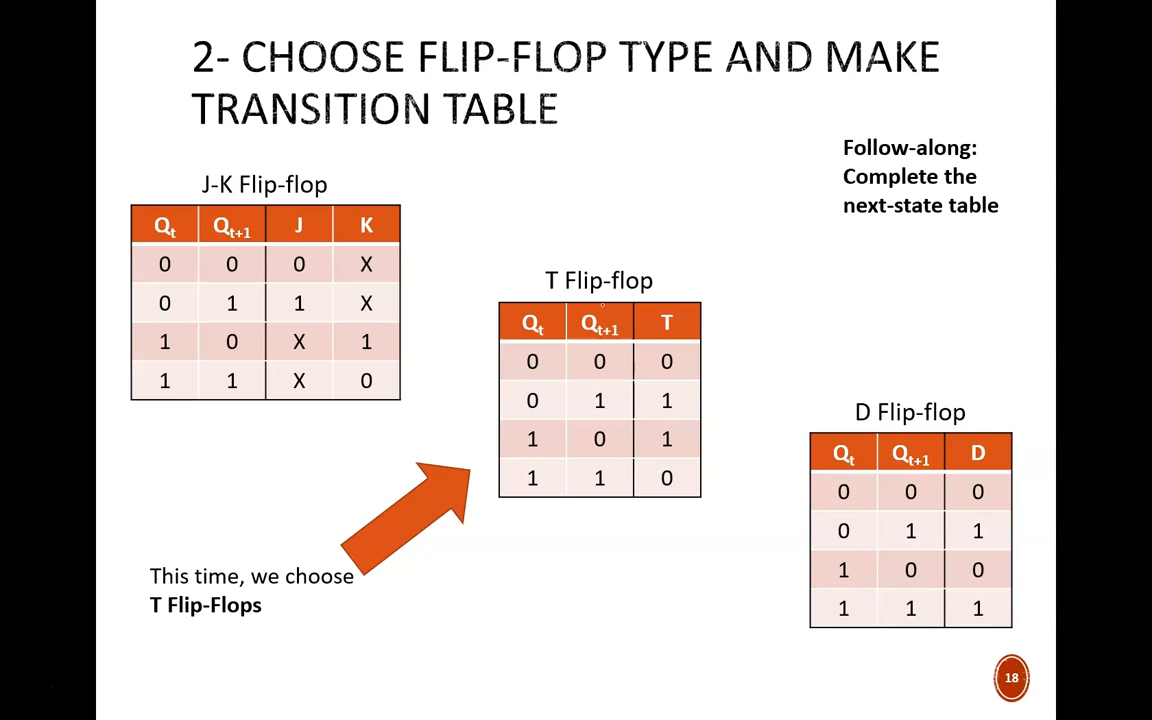 2- CHOOSE FLIP-FLOP TYPE AND MAKE
TRANSITION TABLE
Follow-along:
Complete the
next-state table
J-K Flip-flop
Qt Qt+1 J K
0 0 0 X
0 1 1 X
1 0 X 1
1 1 X 0
T Flip-flop
Qt Qt+1 T
0 0 0
0 1 1
1 0 1
1 1 0
D Flip-flop
Qt Qt+1 D
0 0 0
0 1 1
1 0 0
1 1 1
This time, we choose
T Flip-Flops
18